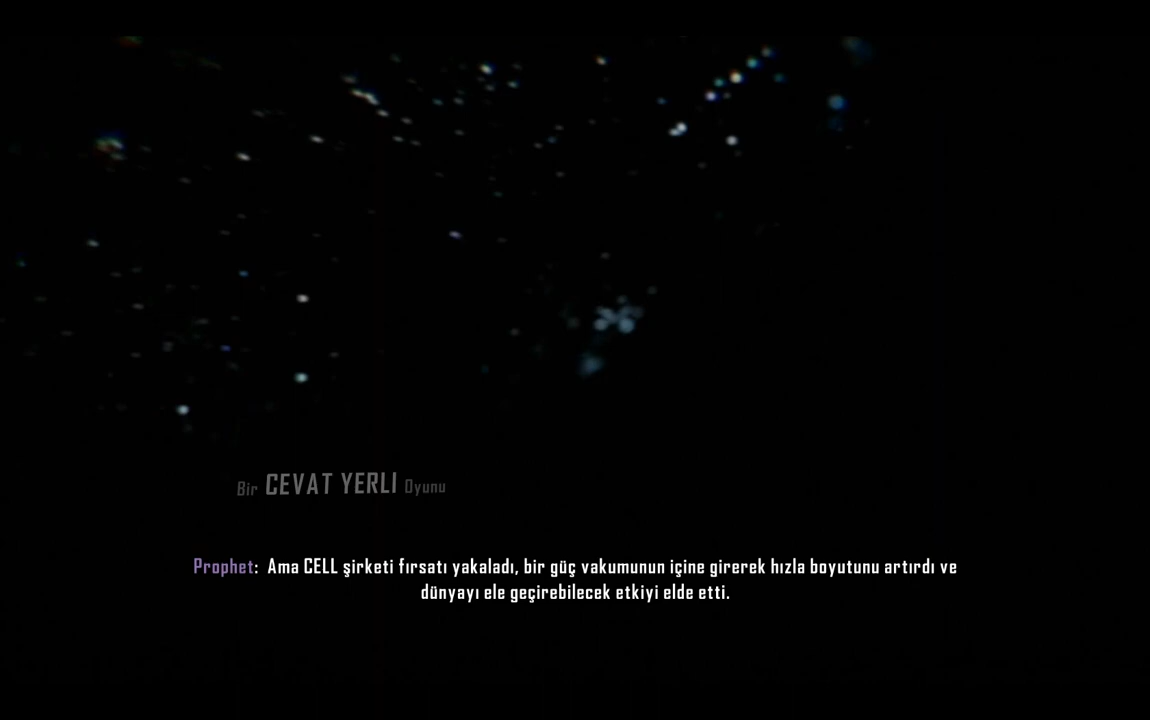 Bir CEVAT YERLI Oyunu
Prophet: Ama CELL şirketi fırsatı yakaladı, bir güç vakumunun içine girerek hızla boyutunu artırdı ve
dünyayı ele geçirebilecek etkiyi elde etti.